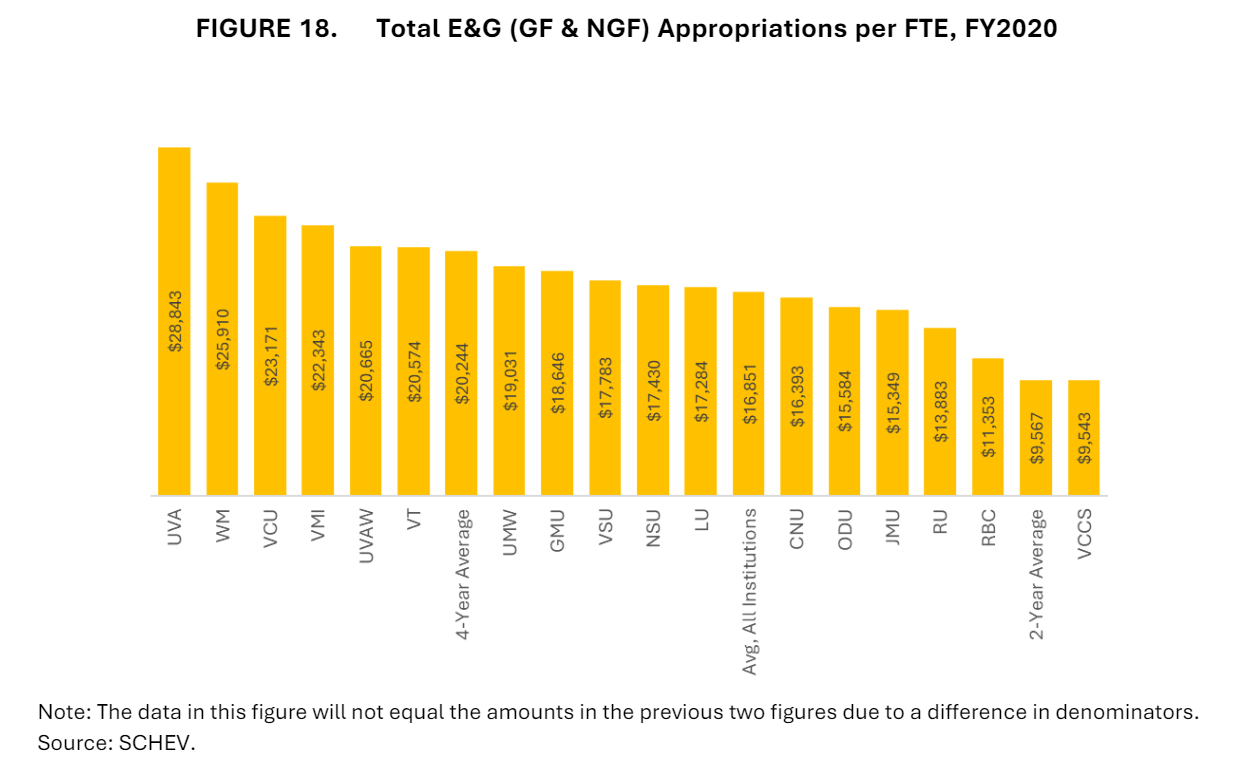 FIGURE 18. Total E&G (GF & NGF) Appropriations per FTE, FY2020
$28,843
$25,910
$23,171
$22,343
$20,665
$20,574
$20,244
$19,031
$18,646
$17,783
$17,430
$17,284
$16,851
$16,393
$15,584
$15,349
$13,883
$11,353
$9,567
$9,543
UVA
WM
VCU
VMI
UVAW
VT
4-Year Average
UMW
GMU
VSU
NSU
LU
Avg, All Institutions
CNU
ODU
JMU
RU
RBC
2-Year Average
VCCS
Note: The data in this figure will not equal the amounts in the previous two figures due to a difference in denominators.
Source: SCHEV.